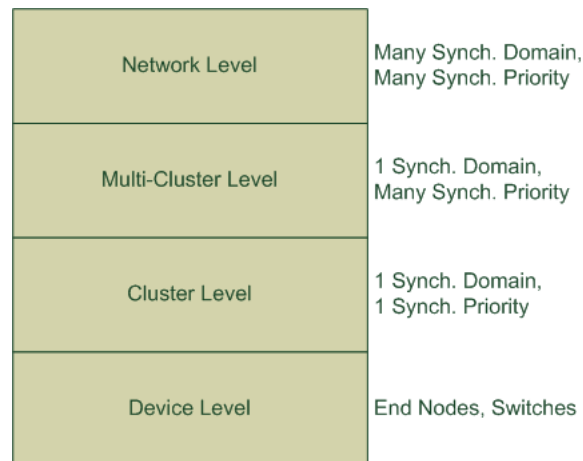 Network Level
Many Synch. Domain,
Many Synch. Priority
Multi-Cluster Level
1 Synch. Domain,
Many Synch. Priority
Cluster Level
1 Synch. Domain,
1 Synch. Priority
Device Level
End Nodes, Switches